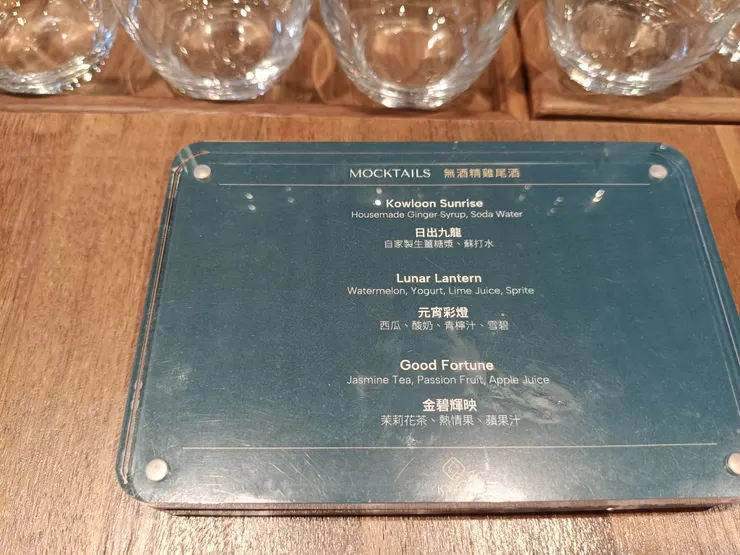 MOCKTAILS 無酒精雞尾酒
Kowloon Sunrise
Housemade Ginger Syrup, Soda Water
日出九龍
自家製生薑糖漿、蘇打水
Lunar Lantern
Watermelon, Yogurt, Lime Juice, Sprite
元宵彩燈
西瓜、酸奶、青檸汁、雪碧
Good Fortune
Jasmine Tea, Passion Fruit, Apple Juice
金碧輝映
茉莉花茶、熱情果、蘋果汁